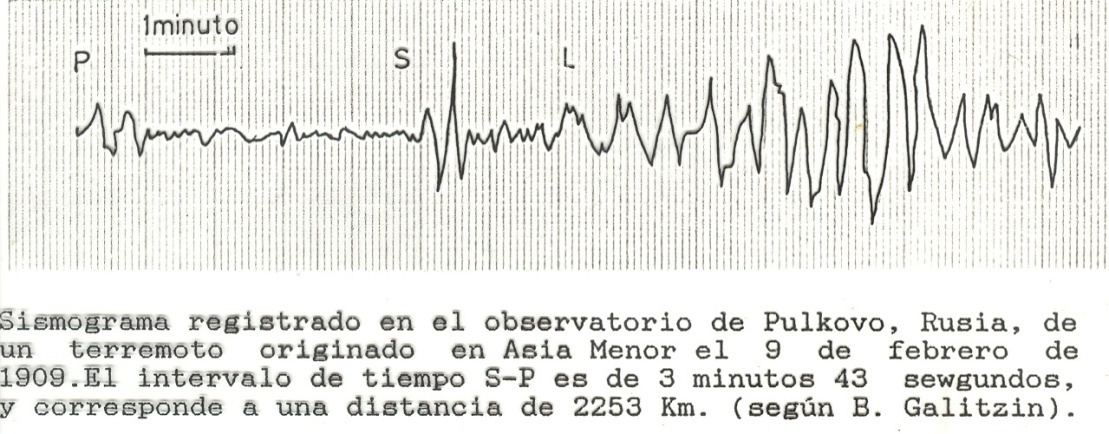 1minuto
P S L
Sismograma registrado en el observatorio de Pulkovo, Rusia, de
un terremoto originado en Asia Menor el 9 de febrero de
1909.El intervalo de tiempo S-P es de 3 minutos 43 sewgundos,
y corresponde a una distancia de 2253 Km. (según B. Galitzin).